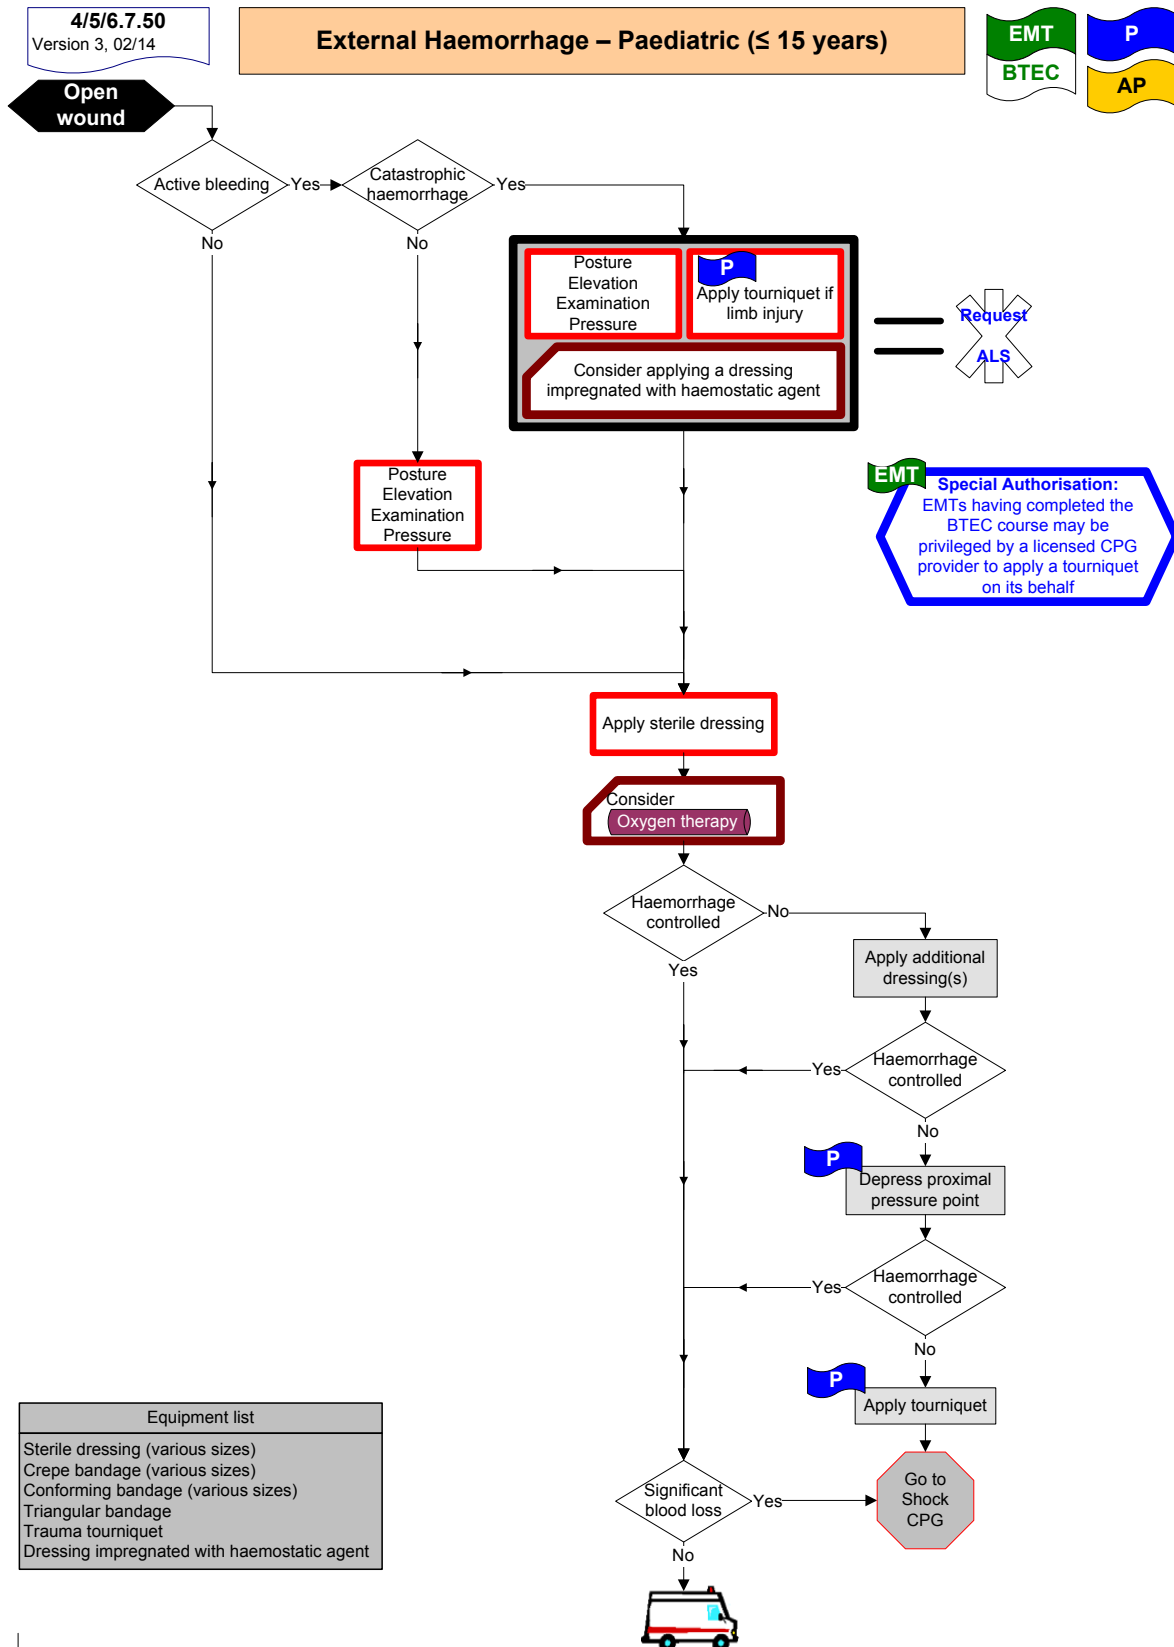 4/5/6.7.50
Version 3, 02/14
External Haemorrhage – Paediatric (≤ 15 years)
EMT
P
BTEC
AP
Open
wound
Active bleeding
Yes
Catastrophic
haemorrhage
Yes
No
No
Posture
Elevation
Examination
Pressure
P
Apply tourniquet if
limb injury
Consider applying a dressing
impregnated with haemostatic agent
Request
ALS
Posture
Elevation
Examination
Pressure
EMT
Special Authorisation:
EMTs having completed the
BTEC course may be
privileged by a licensed CPG
provider to apply a tourniquet
on its behalf
Apply sterile dressing
Consider
Oxygen therapy
Haemorrhage
controlled
No
Yes
Apply additional
dressing(s)
Haemorrhage
controlled
Yes
No
P
Depress proximal
pressure point
Haemorrhage
controlled
Yes
No
P
Apply tourniquet
Equipment list
Sterile dressing (various sizes)
Crepe bandage (various sizes)
Conforming bandage (various sizes)
Triangular bandage
Trauma tourniquet
Dressing impregnated with haemostatic agent
Significant
blood loss
Yes
Go to
Shock
CPG
No